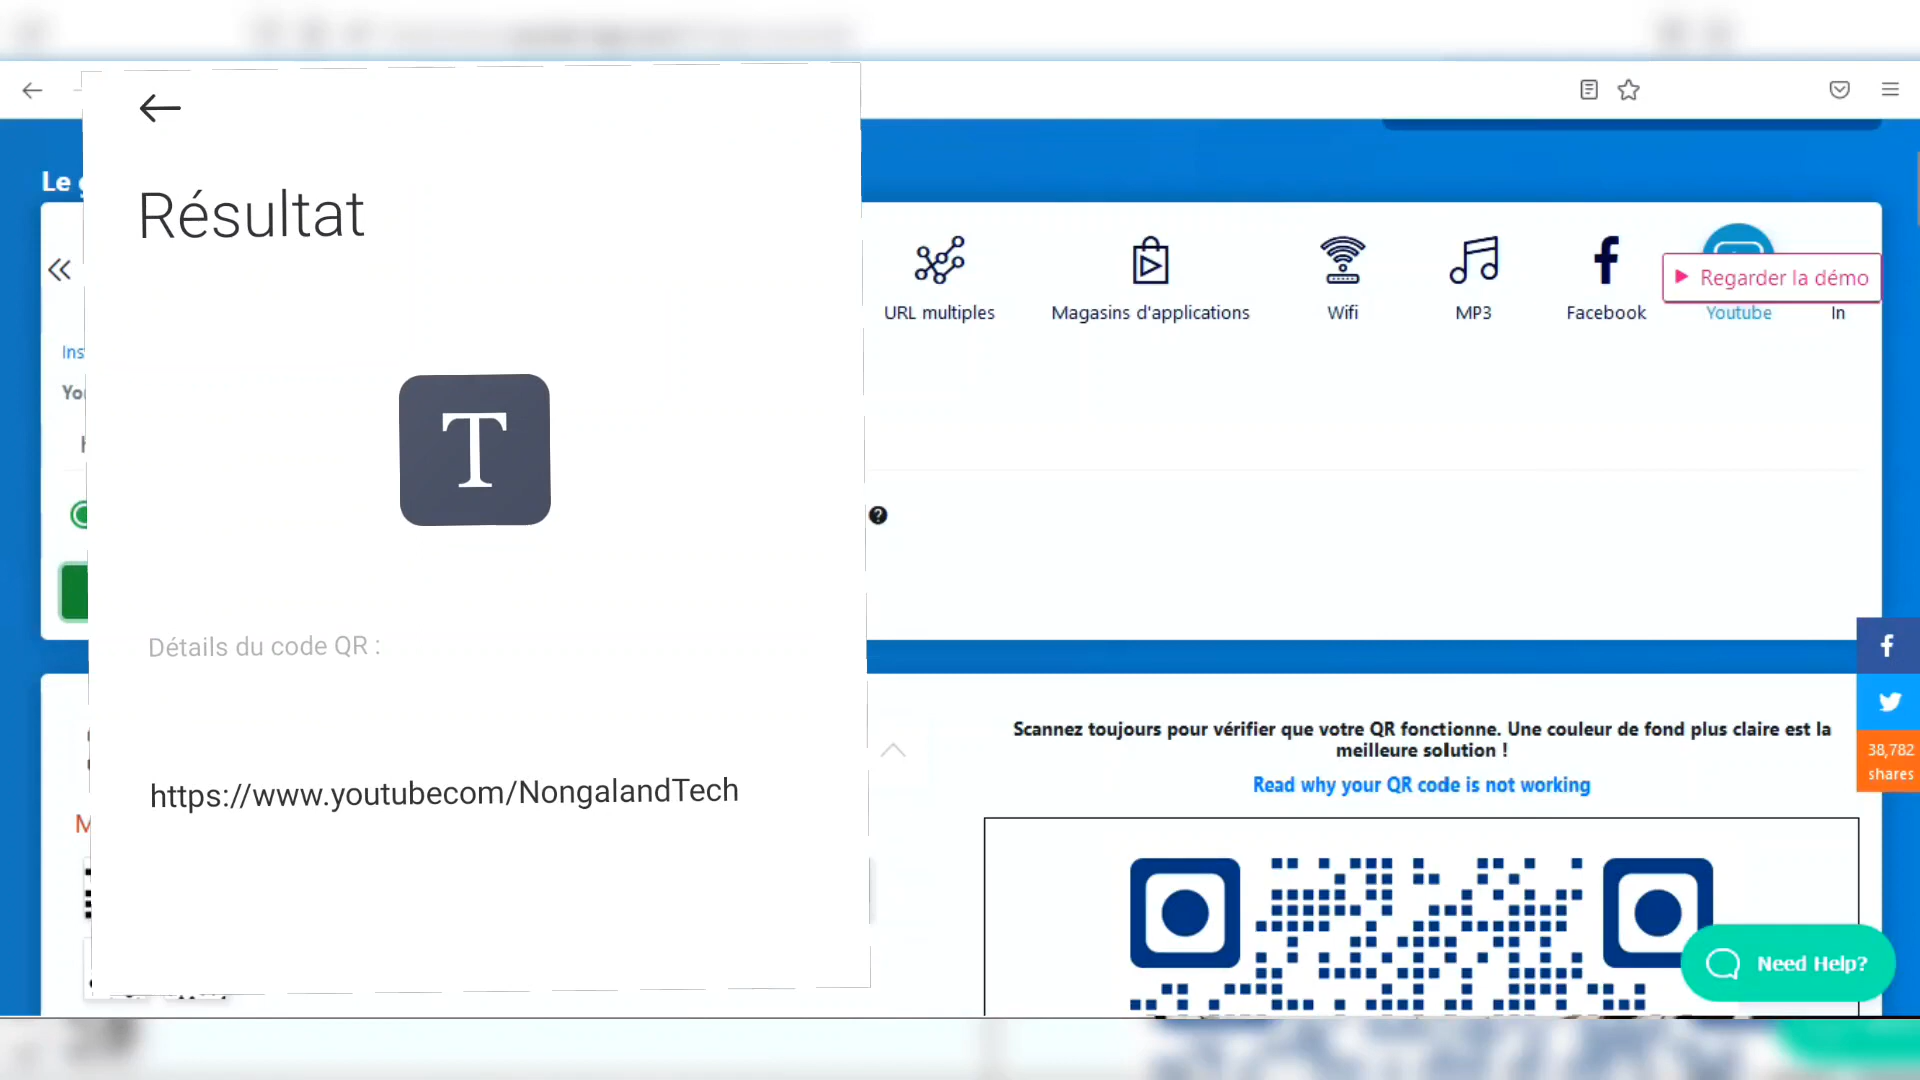 Le
Résultat
URL multiples
Magasins d'applications
Wifi
MP3
Facebook
Regarder la démo
Youtube
In
Ins
You
T
Détails du code QR :
https://www.youtubecom/NongalandTech
Scannez toujours pour vérifier que votre QR fonctionne. Une couleur de fond plus claire est la
meilleure solution !
Read why your QR code is not working
38,782
shares
M
Need Help?